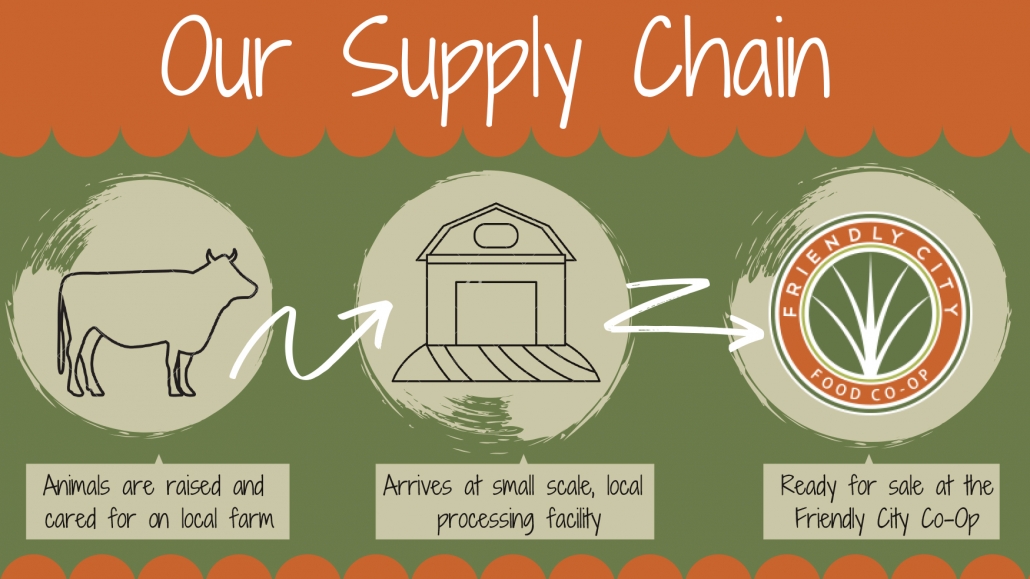 Our Supply Chain
FRIENDLY CITY
FOOD CO-OP
Animals are raised and
cared for on local farm
Arrives at small scale, local
processing facility
Ready for sale at the
Friendly City Co-Op